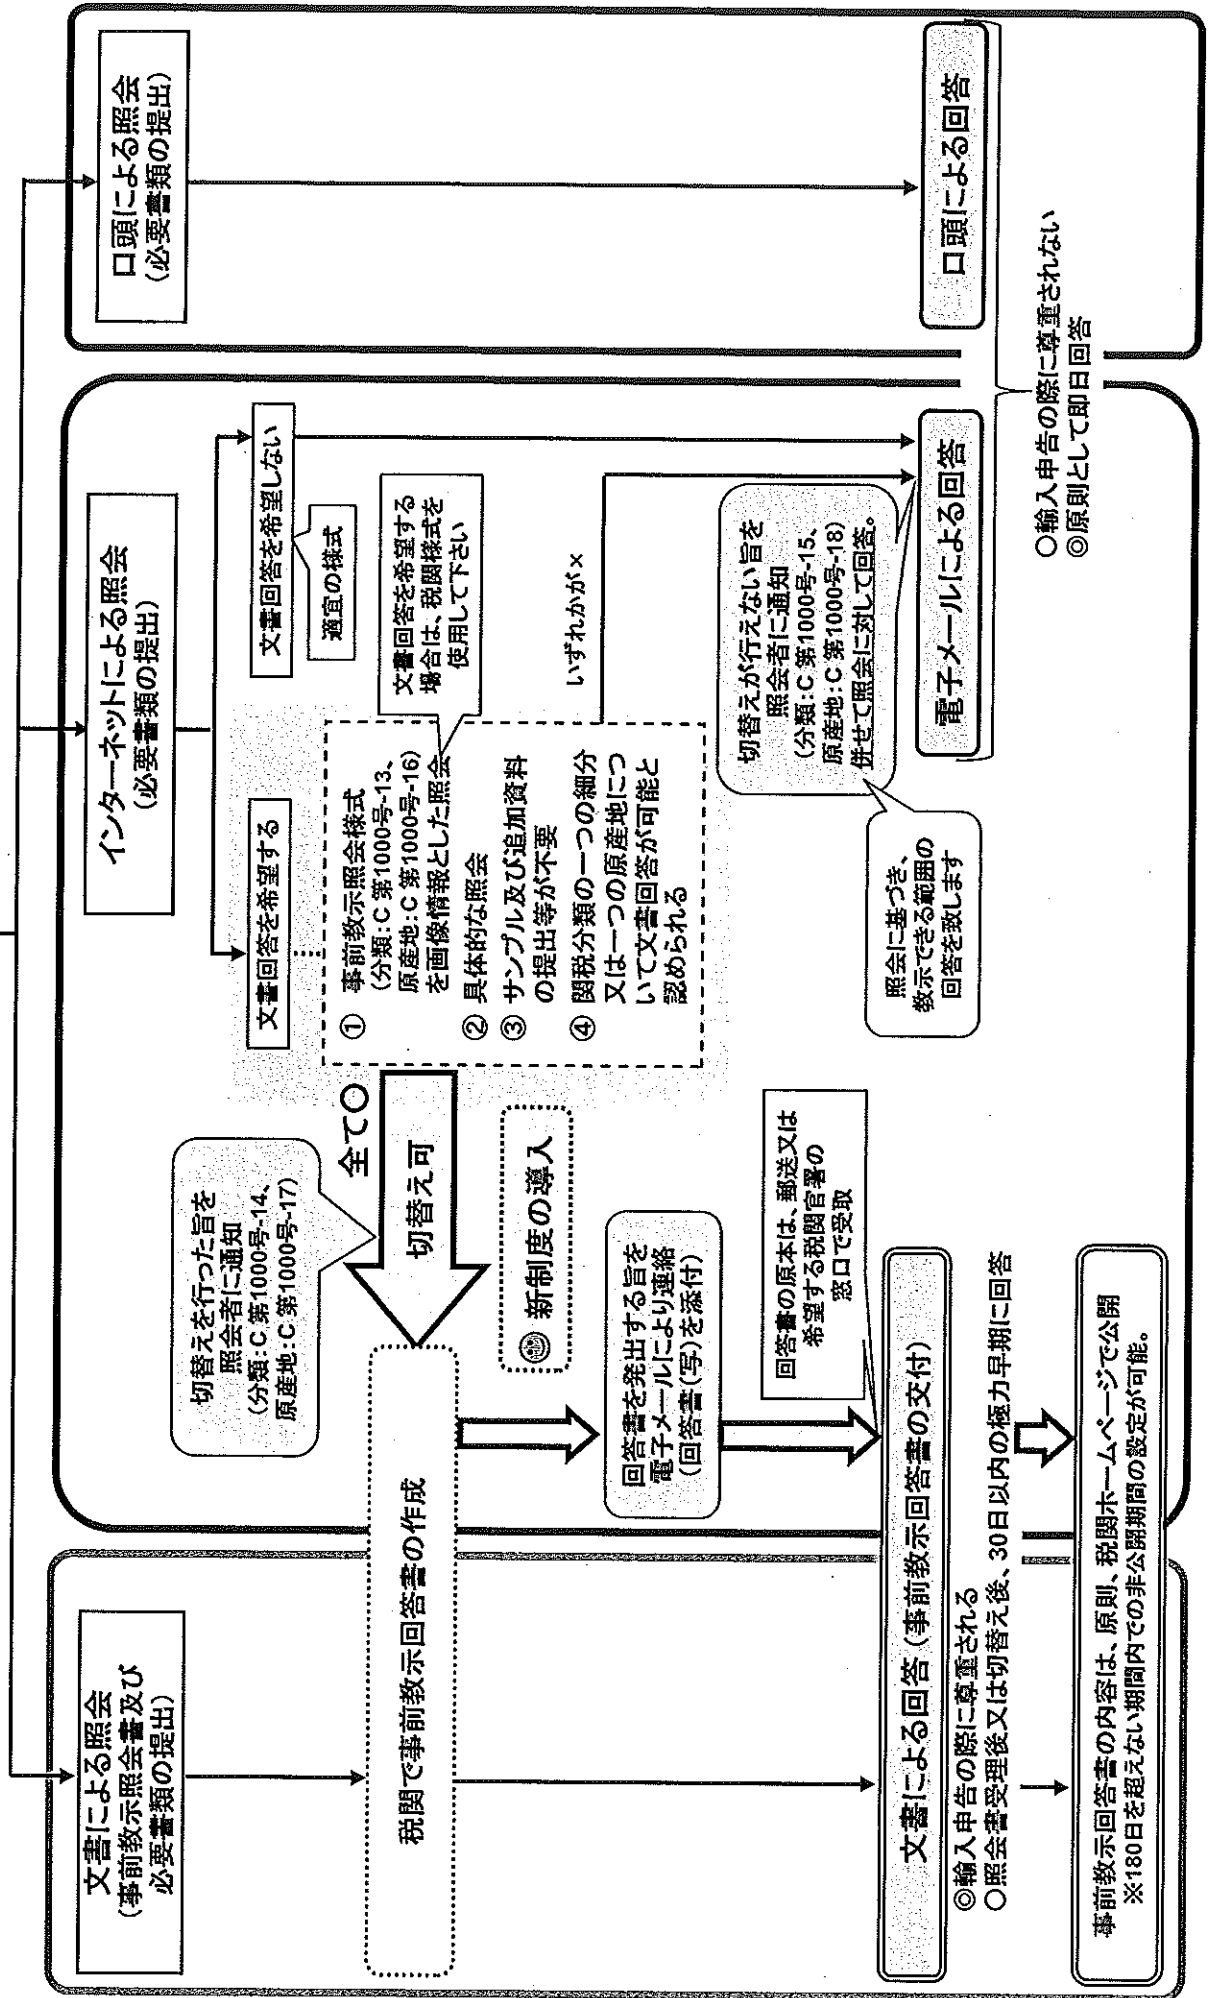 文書による照会
(事前教示照会書及び
必要書類の提出)
インターネットによる照会
(必要書類の提出)
口頭による照会
(必要書類の提出)
文書回答を希望する
文書回答を希望しない
適宜の様式
文書回答を希望する
場合は、税関様式を
使用して下さい
① 事前教示照会様式
(分類:C第1000号-13、
原産地:C第1000号-16)
を画像情報とした照会
② 具体的な照会
③ サンプル及び追加資料
の提出等が不要
④ 関税分類の一つの細分
又は一つの原産地につ
いて文書回答が可能と
認められる
いずれかが×
全て○
切替え可
切替えを行った旨を
照会者に通知
(分類:C第1000号-14、
原産地:C第1000号-17)
税関で事前教示回答書の作成
新制度の導入
回答書を発出する旨を
電子メールにより連絡
(回答書(写)を添付)
回答書の原本は、郵送又は
希望する税関官署の
窓口で受取
切替えが行えない旨を
照会者に通知
(分類:C第1000号-15、
原産地:C第1000号-18)
併せて照会に対して回答。
照会に基づき、
教示できる範囲の
回答を致します
文書による回答(事前教示回答書の交付)
電子メールによる回答
口頭による回答
◎輸入申告の際に尊重される
○照会書受理後又は切替え後、30日以内の極力早期に回答
○輸入申告の際に尊重されない
◎原則として即日回答
事前教示回答書の内容は、原則、税関ホームページで公開
※180日を超えない期間内での非公開期間の設定が可能。